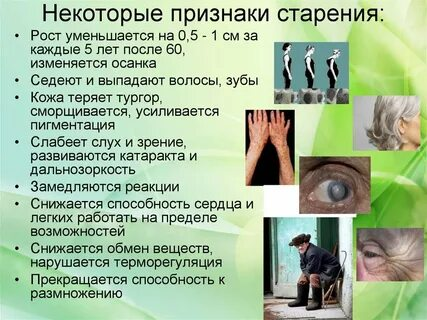 Некоторые признаки старения:
• Рост уменьшается на 0,5 - 1 см за
каждые 5 лет после 60,
изменяется осанка
• Седеют и выпадают волосы, зубы
• Кожа теряет тургор,
сморщивается, усиливается
пигментация
• Слабеет слух и зрение,
развиваются катаракта и
дальнозоркость
• Замедляются реакции
• Снижается способность сердца и
легких работать на пределе
возможностей
• Снижается обмен веществ,
нарушается терморегуляция
• Прекращается способность к
размножению